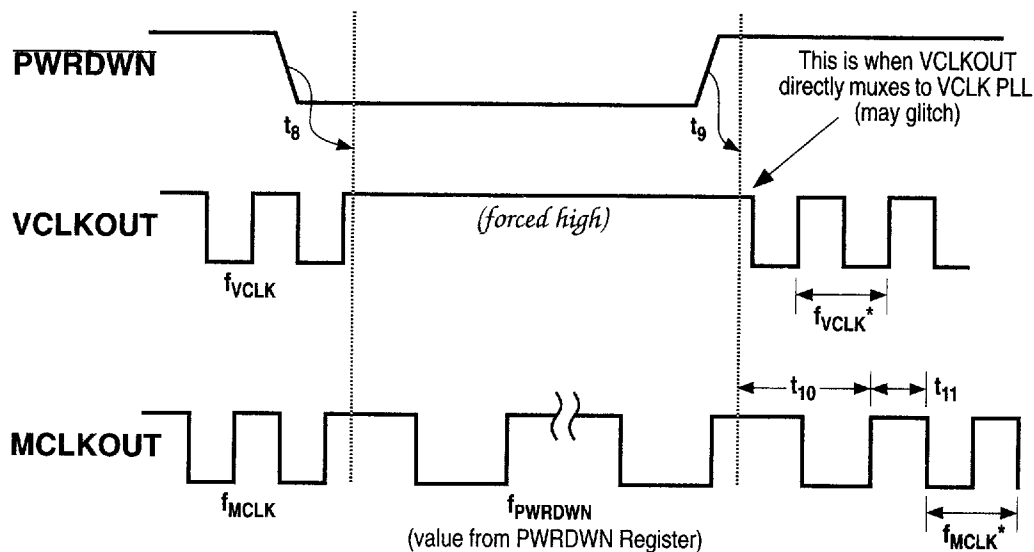 PWRDWN
t8
t9
This is when VCLKOUT
directly muxes to VCLK PLL
(may glitch)
VCLKOUT
(forced high)
fVCLK
fVCLK*
t10
t11
MCLKOUT
fMCLK
fPWRDWN
(value from PWRDWN Register)
fMCLK*